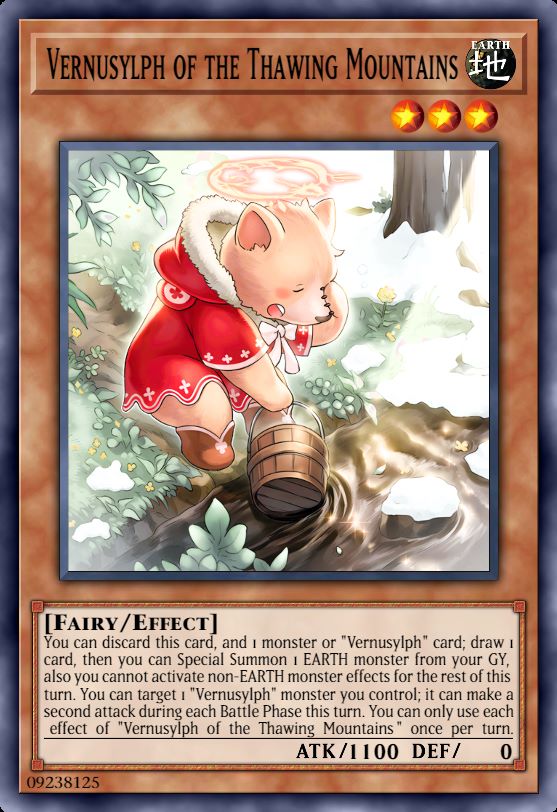 VERNUSYLPH OF THE THAWING MOUNTAINS
EARTH
地
[FAIRY/EFFECT]
You can discard this card, and 1 monster or "Vernusylph" card; draw 1
card, then you can Special Summon 1 EARTH monster from your GY,
also you cannot activate non-EARTH monster effects for the rest of this
turn. You can target 1 "Vernusylph" monster you control; it can make a
second attack during each Battle Phase this turn. You can only use each
effect of "Vernusylph of the Thawing Mountains" once per turn.
ATK/1100 DEF/ 0
09238125